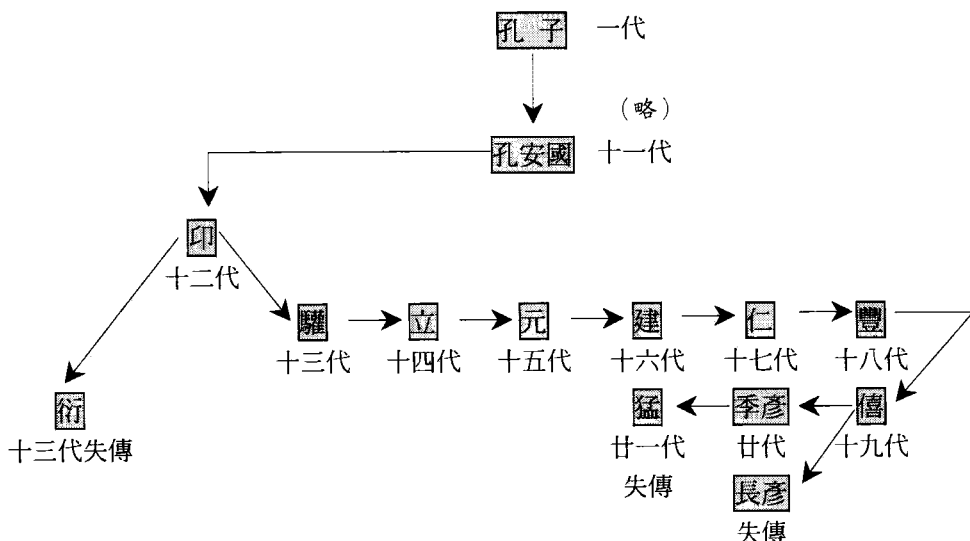 孔子 一代
(略)
孔安國 十一代
印
十二代
驩 立 元 建 仁 豐
十三代 十四代 十五代 十六代 十七代 十八代
衍 猛 季彥 僖
十三代失傳 廿一代 廿代 十九代
失傳 長彥
失傳